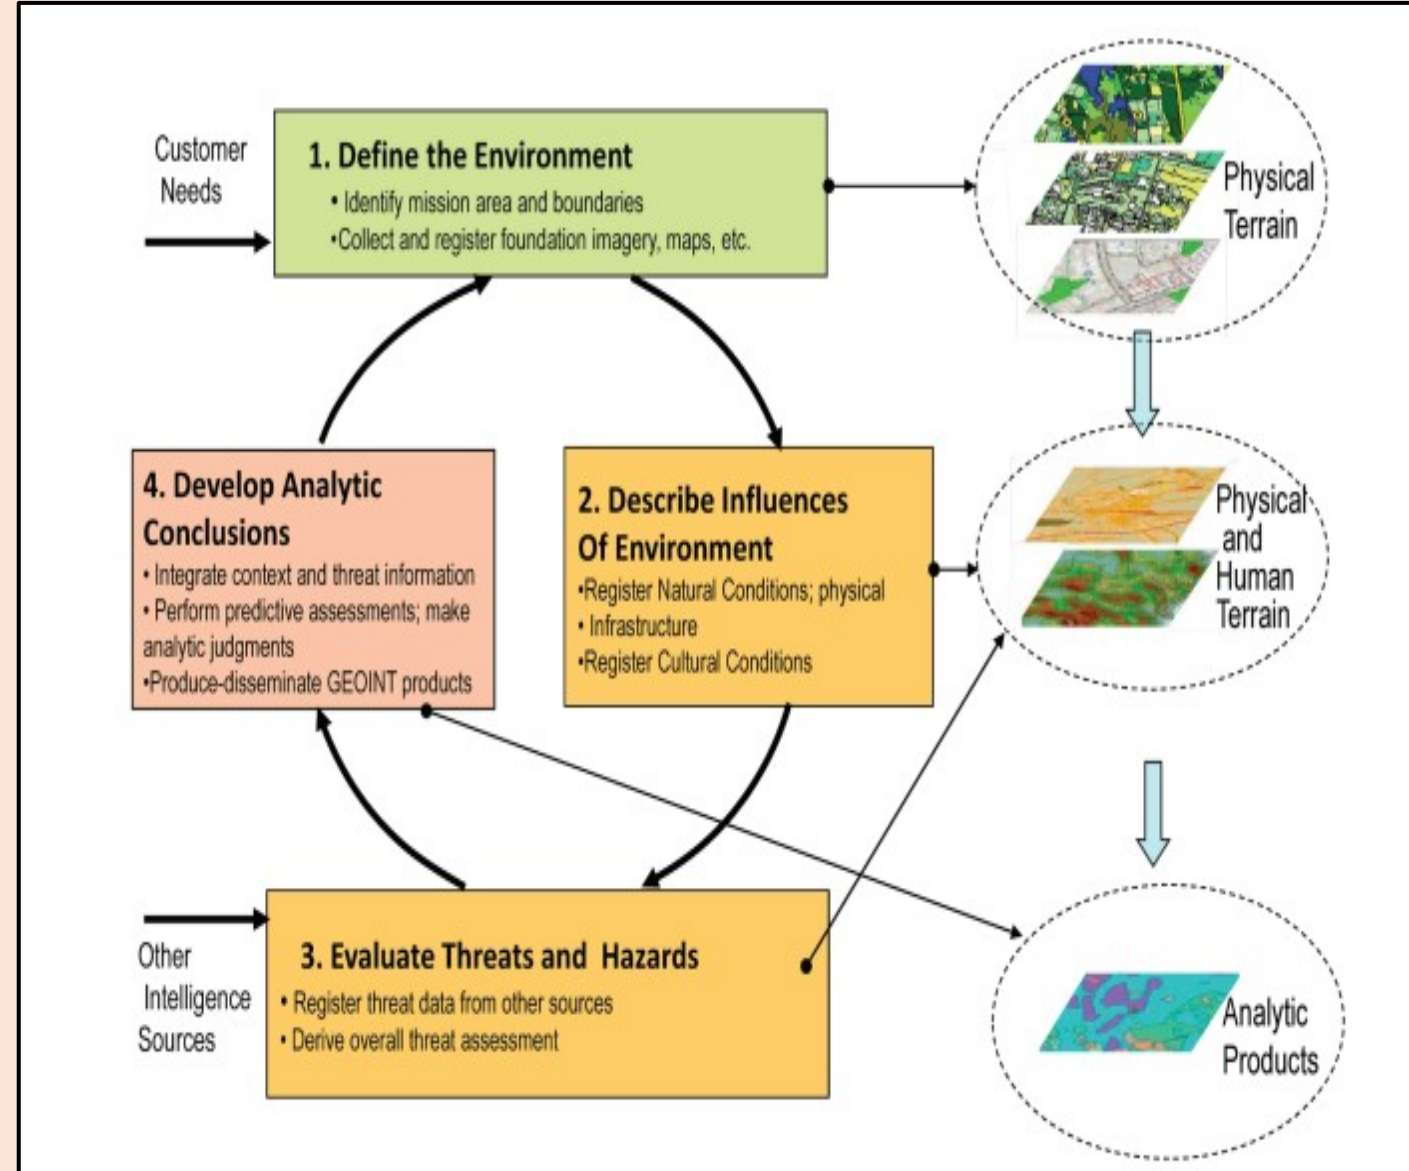 Customer
Needs
1. Define the Environment
• Identify mission area and boundaries
•Collect and register foundation imagery, maps, etc.
Physical
Terrain
4. Develop Analytic
Conclusions
• Integrate context and threat information
• Perform predictive assessments; make
analytic judgments
•Produce-disseminate GEOINT products
2. Describe Influences
Of Environment
•Register Natural Conditions; physical
• Infrastructure
•Register Cultural Conditions
Physical
and
Human
Terrain
Other
Intelligence
Sources
3. Evaluate Threats and Hazards
• Register threat data from other sources
• Derive overall threat assessment
Analytic
Products